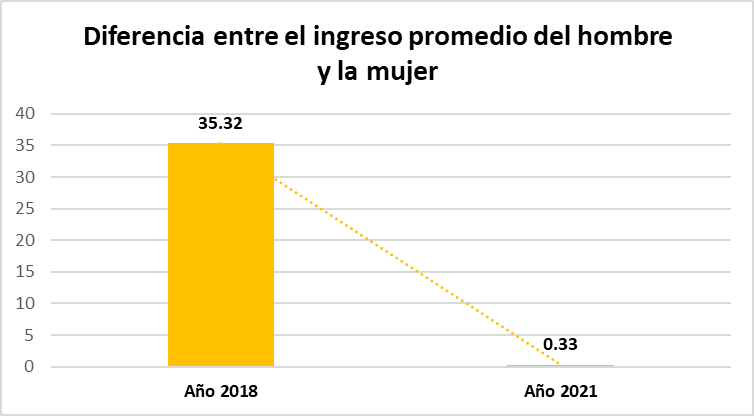 Diferencia entre el ingreso promedio del hombre
y la mujer
40
35
30
25
20
15
10
5
0
35.32
0.33
Año 2018
Año 2021